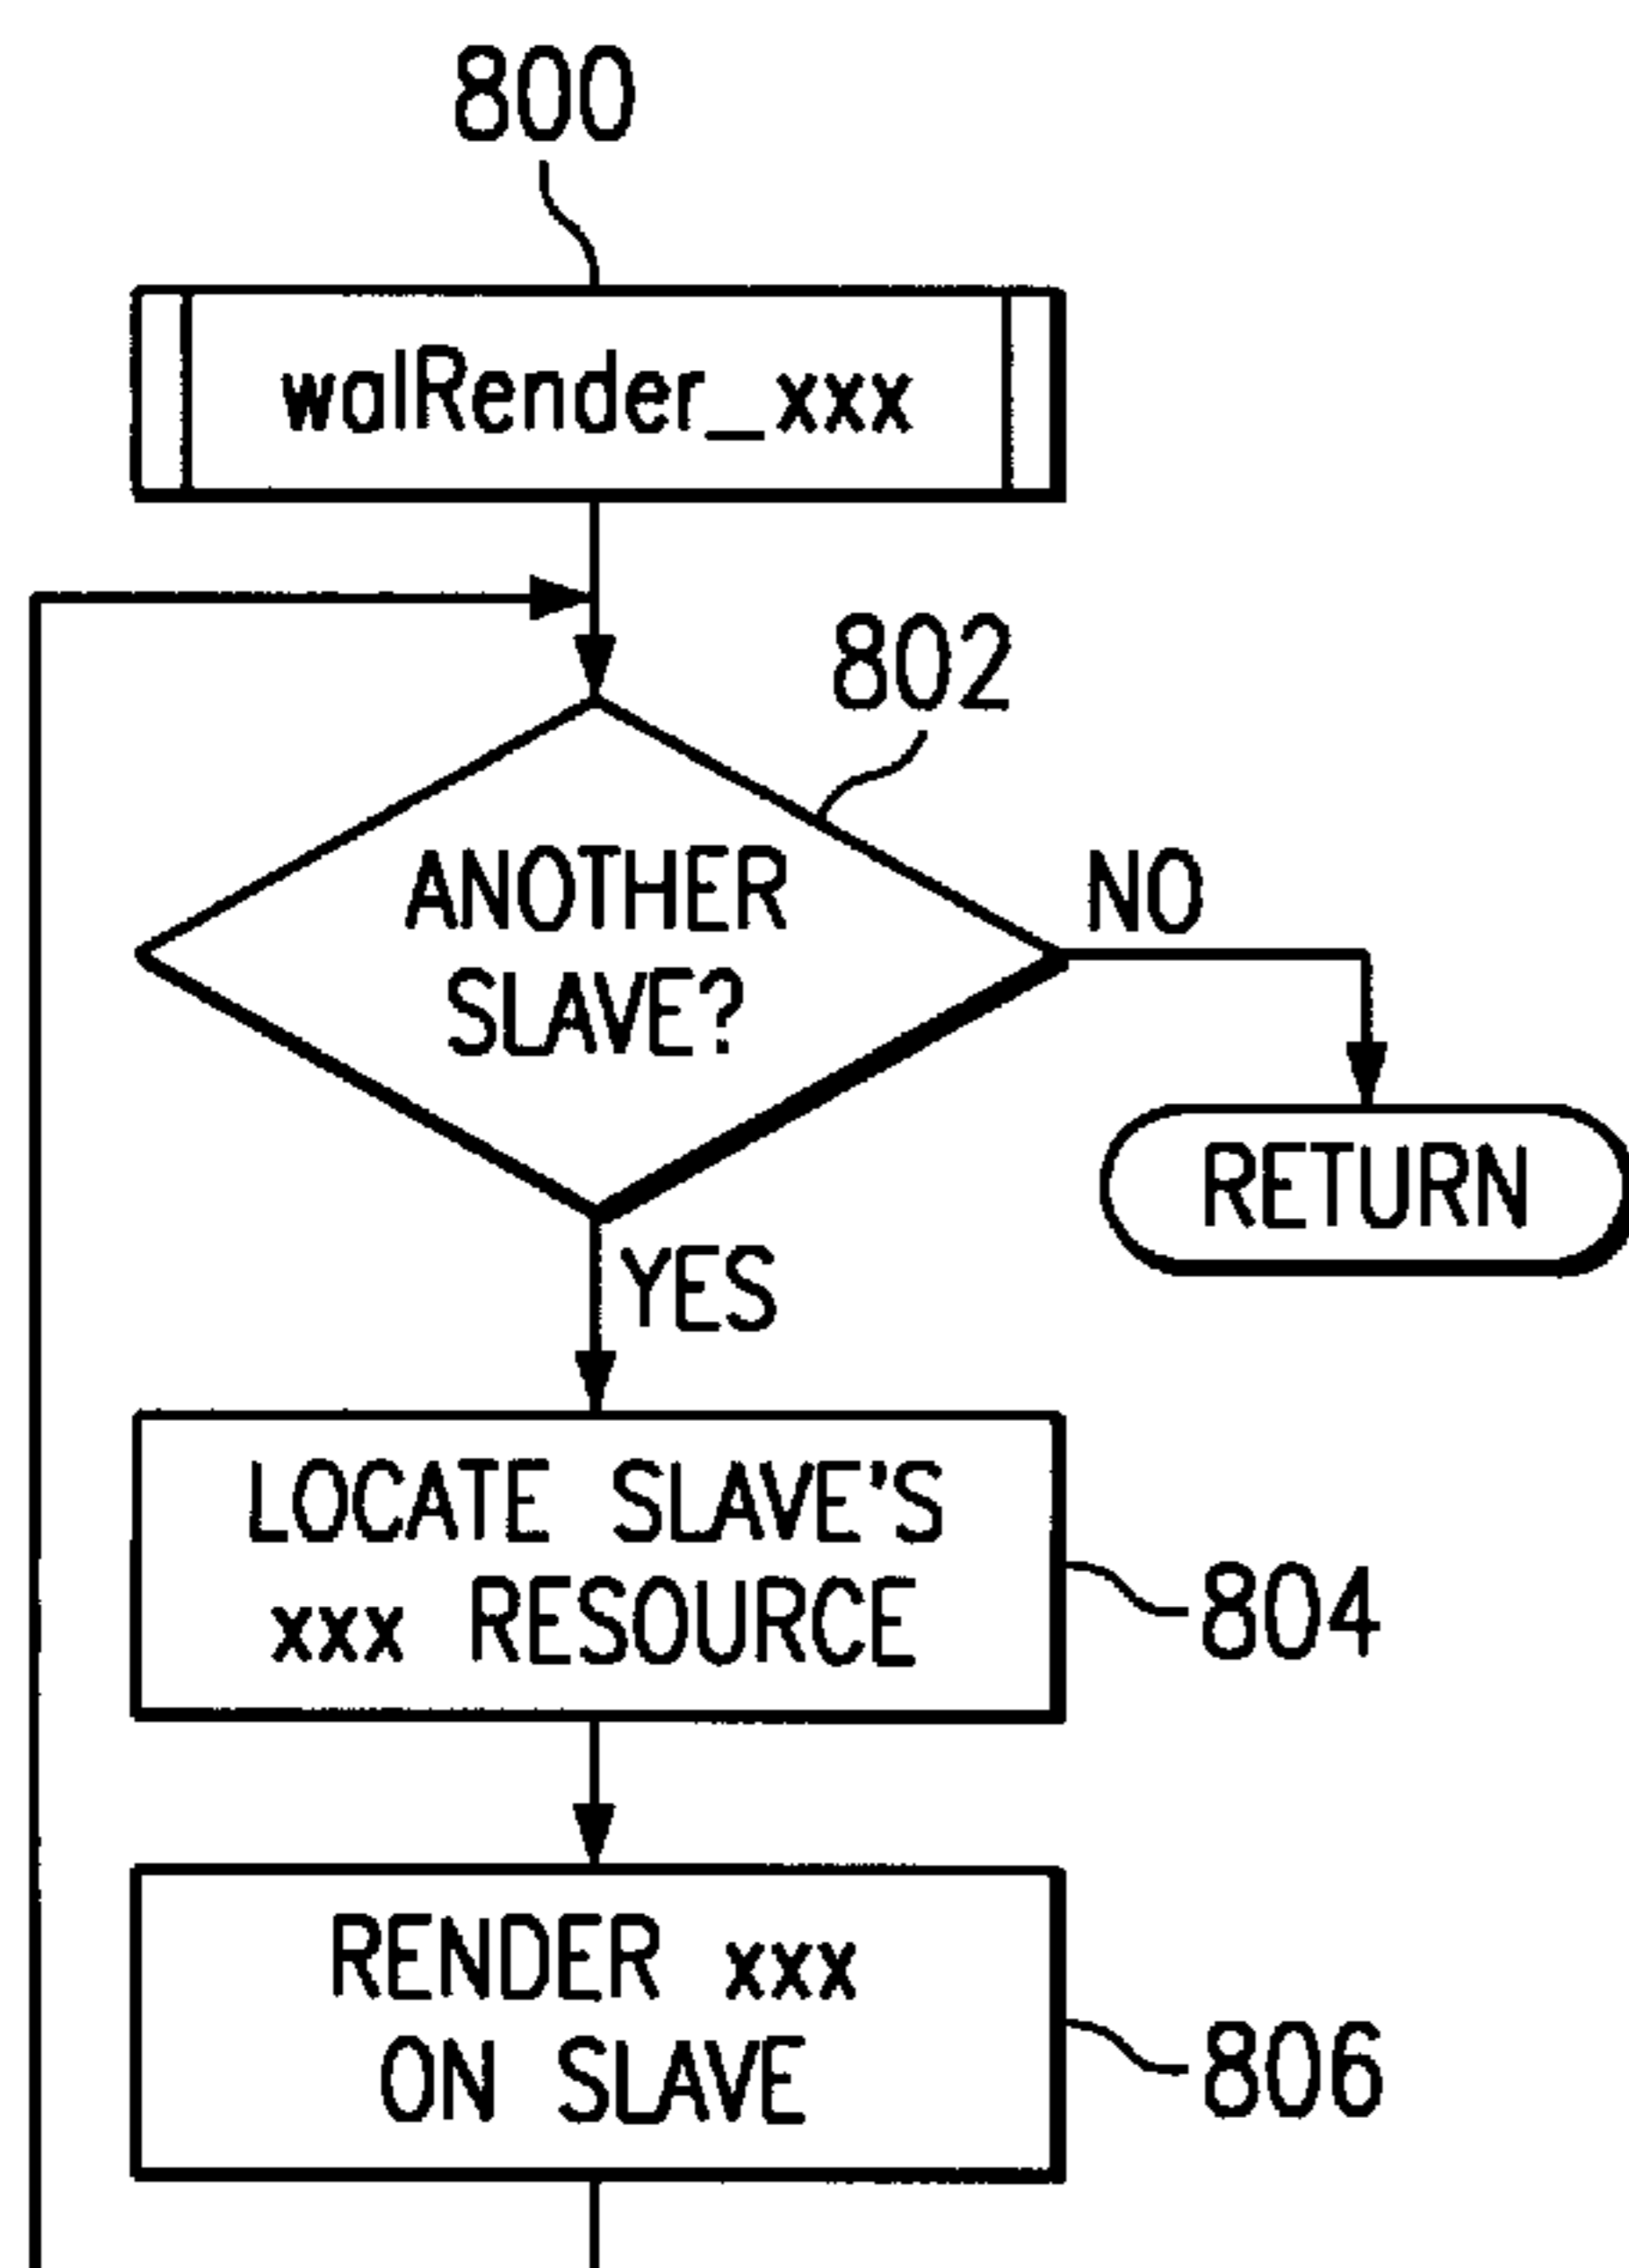 800
walRender_xxx
802
ANOTHER
SLAVE?
NO
RETURN
YES
LOCATE SLAVE'S
xxx RESOURCE
804
RENDER xxx
ON SLAVE
806